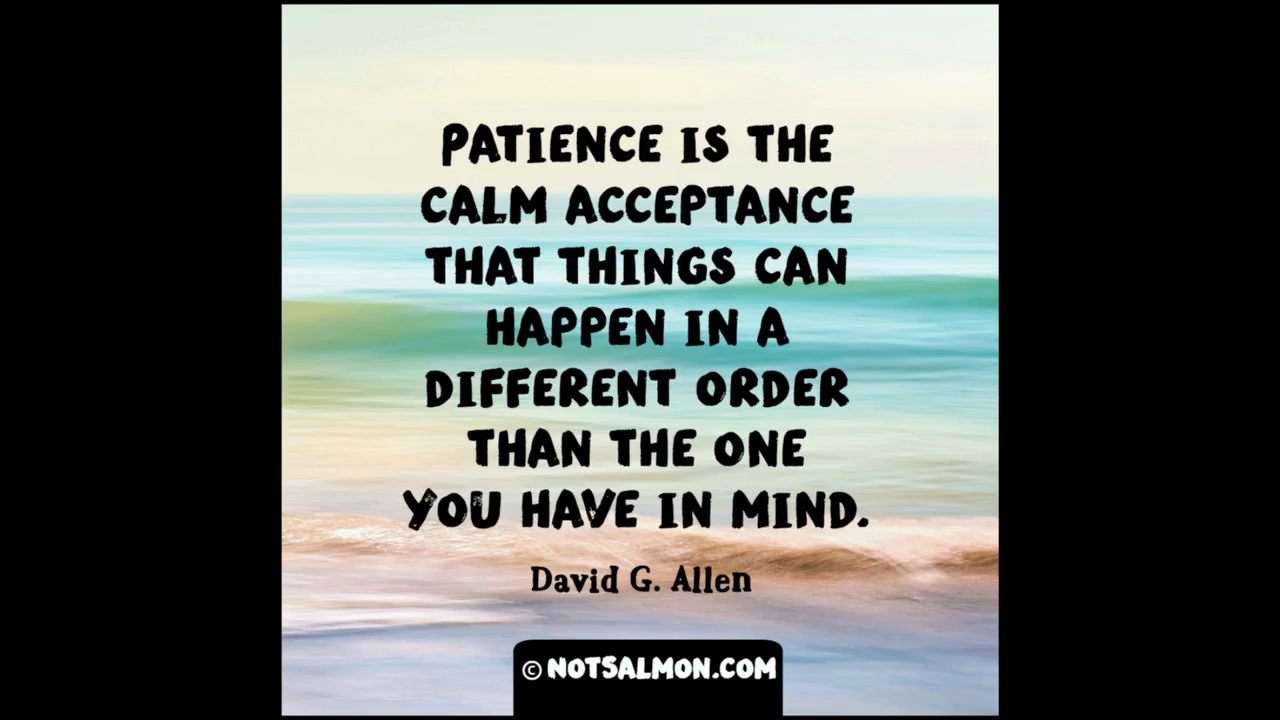 PATIENCE IS THE
CALM ACCEPTANCE
THAT THINGS CAN
HAPPEN IN A
DIFFERENT ORDER
THAN THE ONE
YOU HAVE IN MIND.
David G. Allen
© NOTSALMON.COM